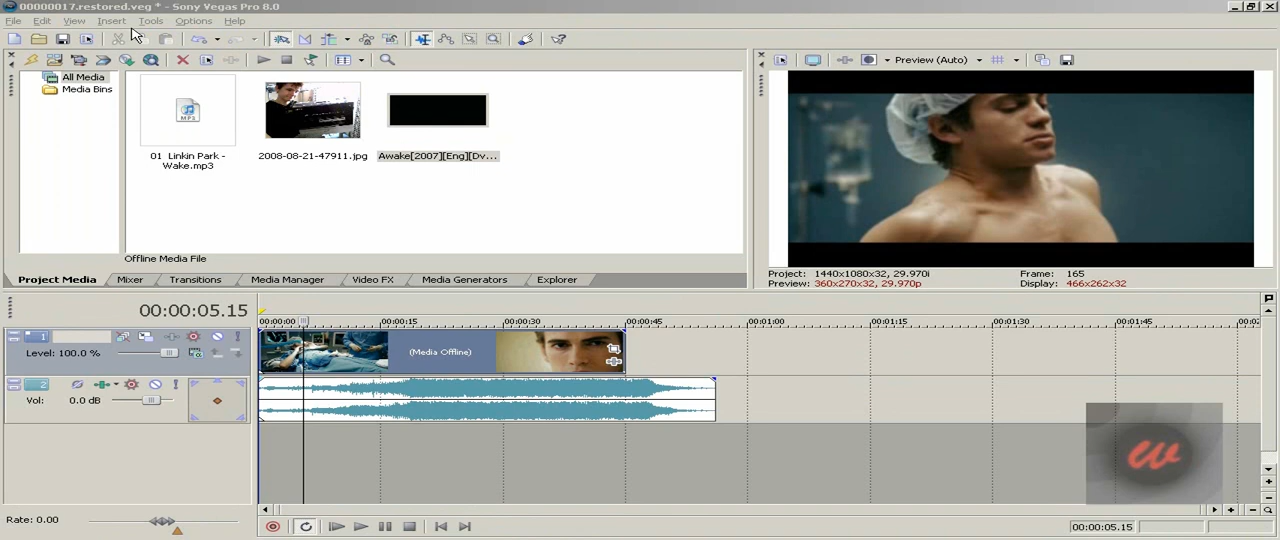 00000017.restored.veg * - Sony Vegas Pro 8.0
File Edit View Insert Tools Options Help
Preview (Auto)
All Media
Media Bins
MP3
01 Linkin Park -
Wake.mp3
2008-08-21-47911.jpg
Awake[2007][Eng][Dv...
Offline Media File
Project Media Mixer Transitions Media Manager Video FX Media Generators Explorer
Project: 1440x1080x32, 29.970i
Preview: 360x270x32, 29.970p
Frame: 165
Display: 466x262x32
00:00:05.15
00:00:00 00:00:15 00:00:30 00:00:45 00:01:00 00:01:15 00:01:30 00:01:45 00:02
1
Level: 100.0 %
(Media Offline)
2
Vol: 0.0 dB
w
Rate: 0.00
00:00:05.15